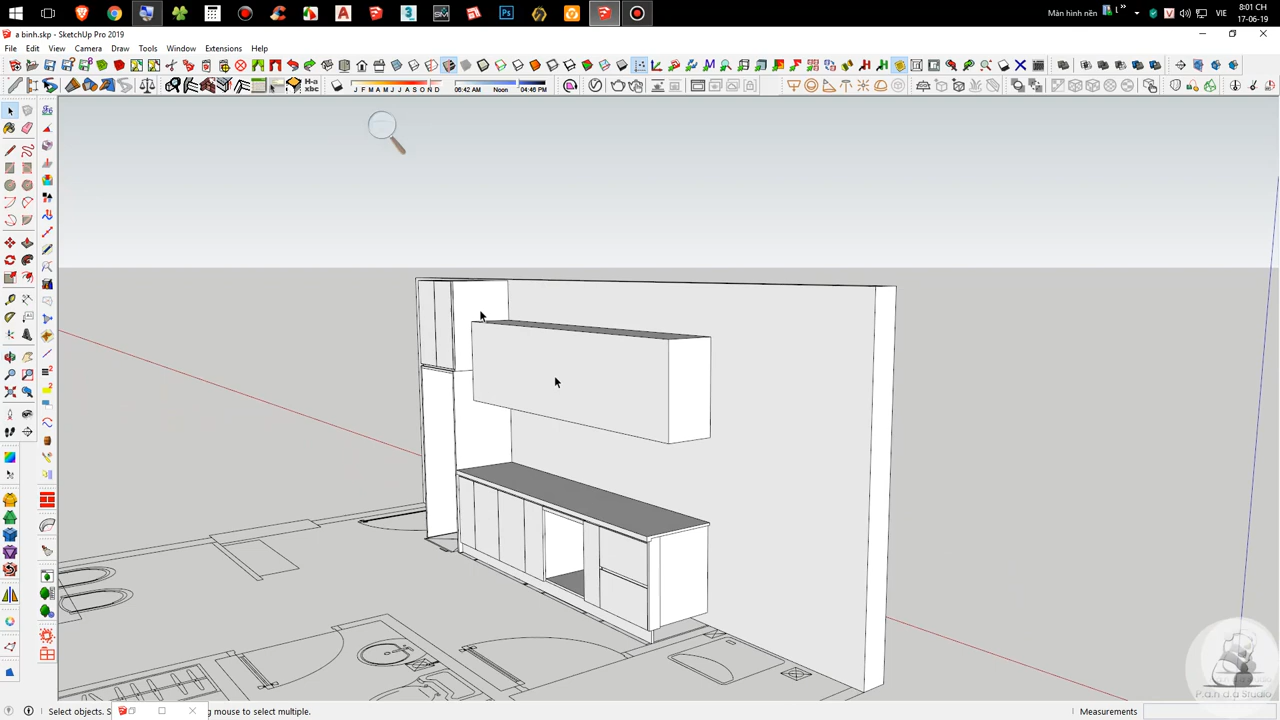 Màn hình nền
VIE
8:01 CH
17-06-19
a binh.skp - SketchUp Pro 2019
File Edit View Camera Draw Tools Window Extensions Help
J F M A M J J A S O N D
06:42 AM Noon 04:46 PM
H-a
xbc
Select objects. S
g mouse to select multiple.
Measurements